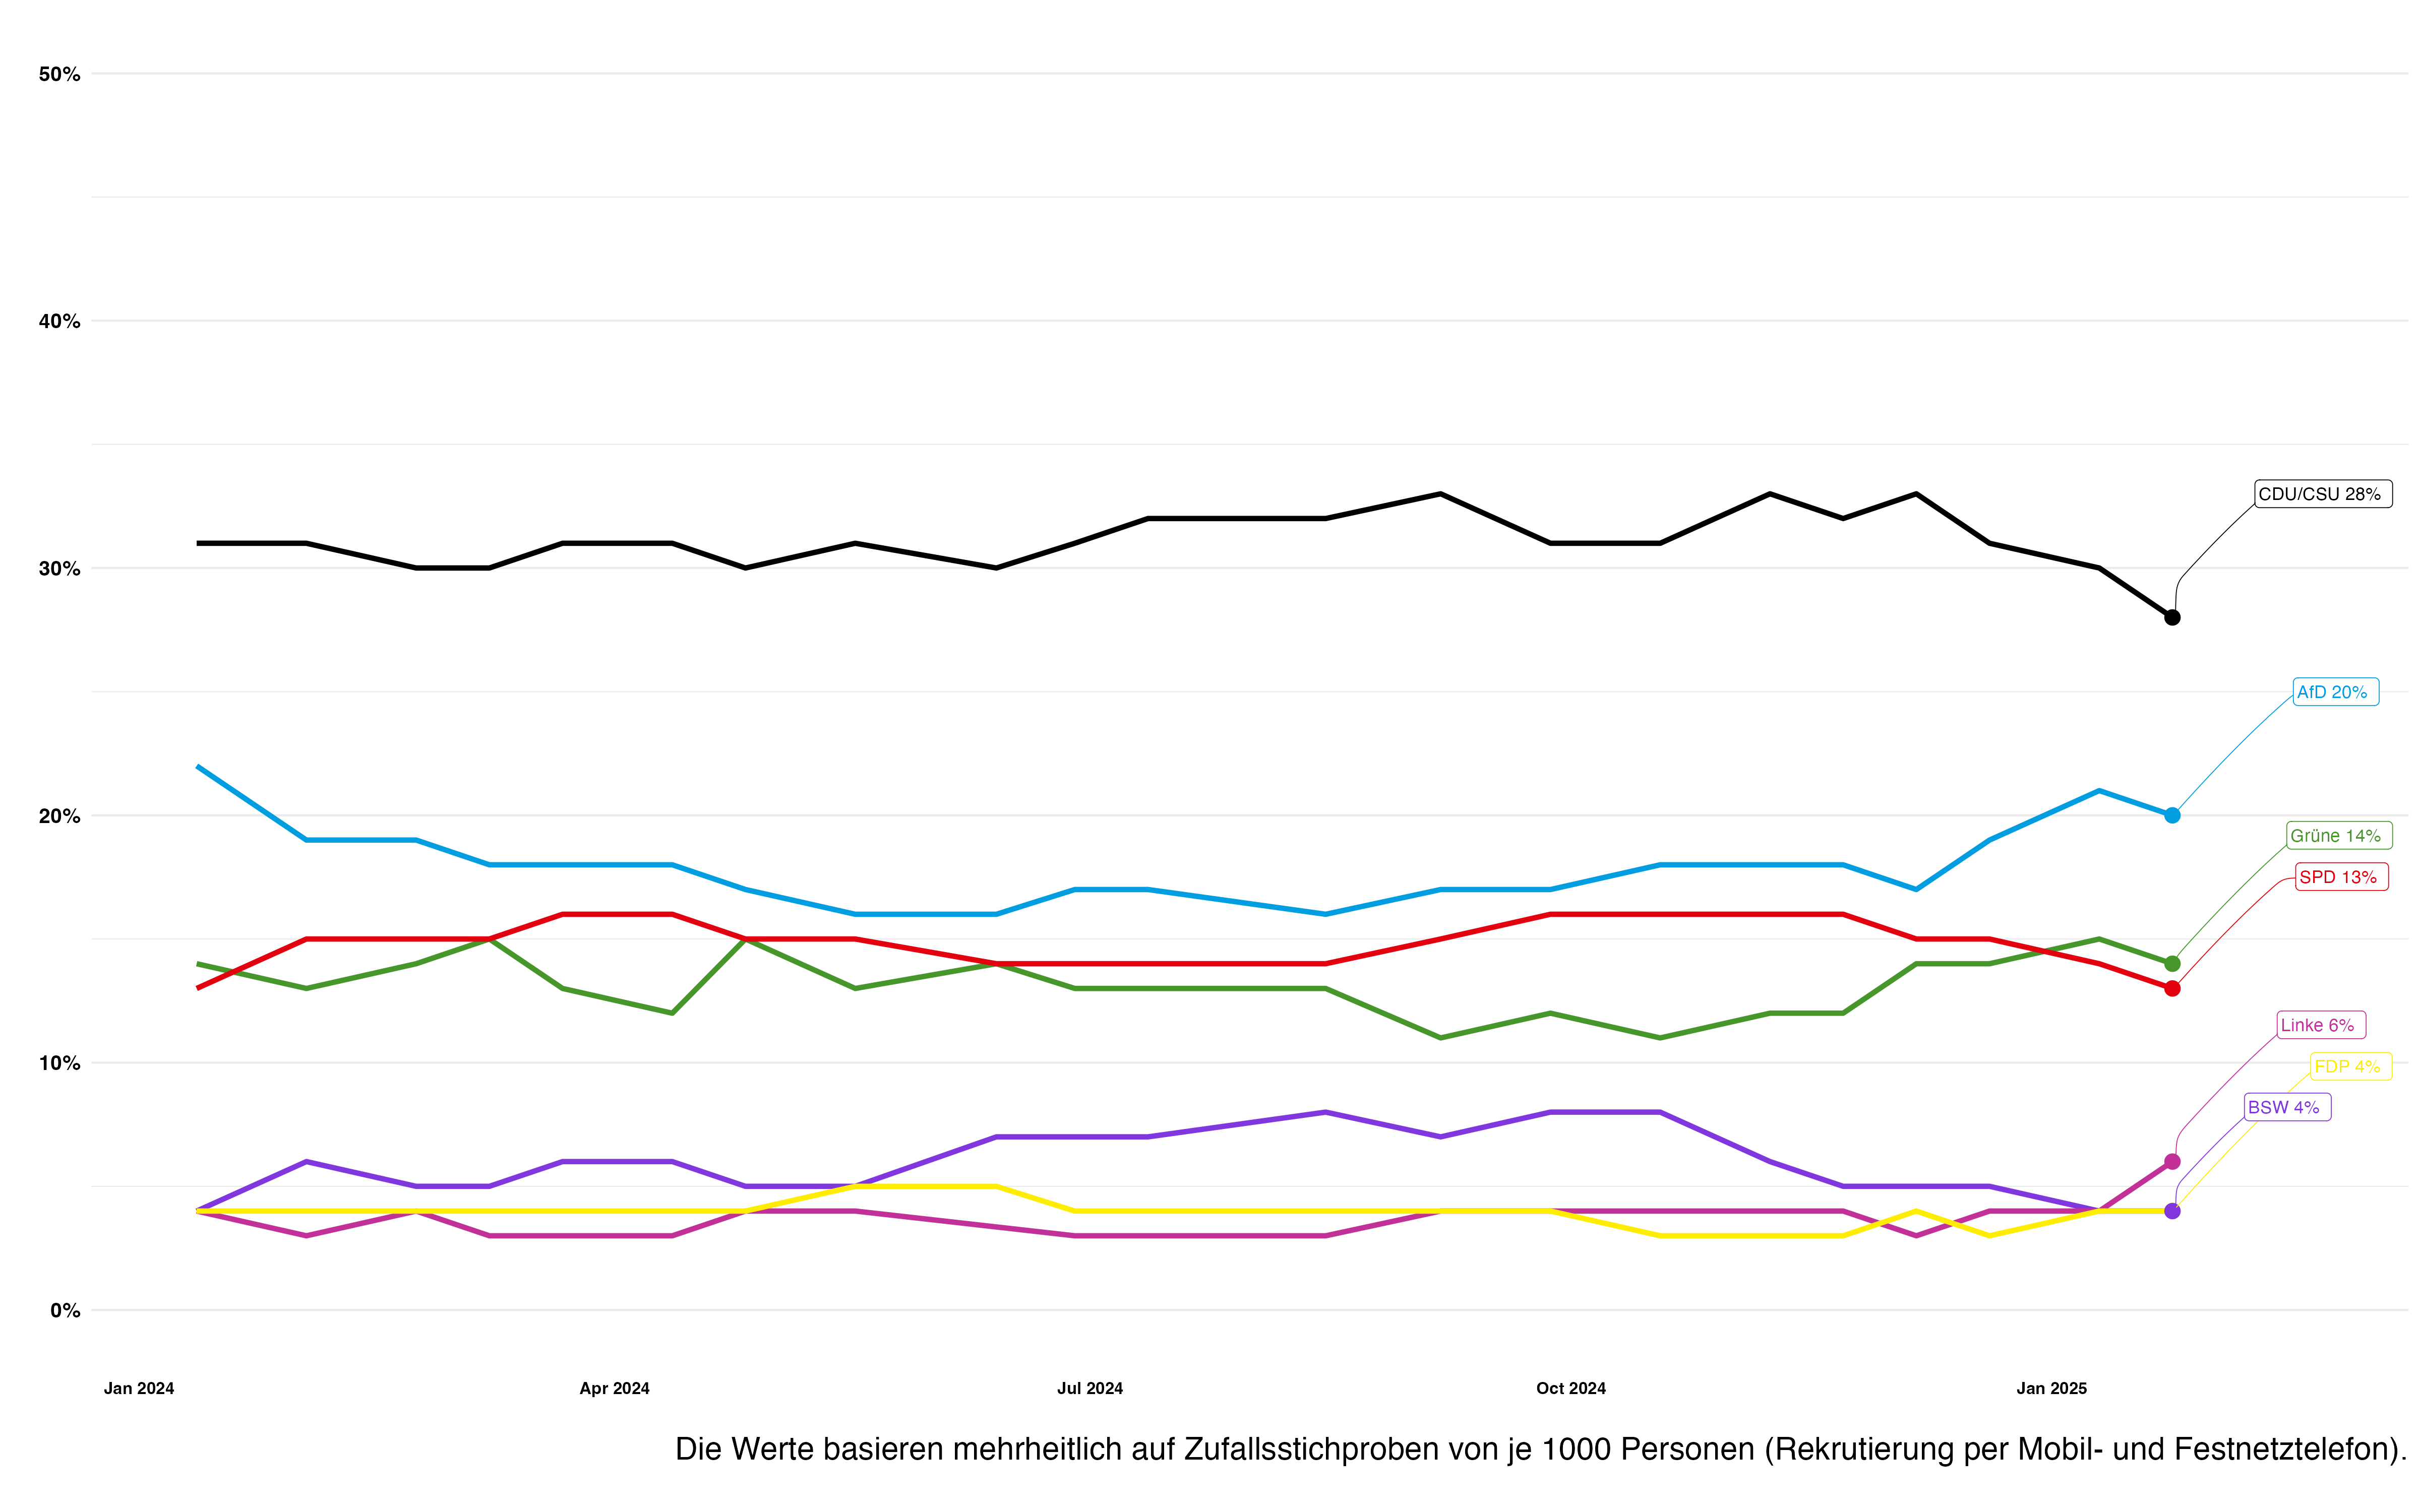 50%
40%
30%
20%
10%
0%
CDU/CSU 28%
AfD 20%
Grüne 14%
SPD 13%
Linke 6%
FDP 4%
BSW 4%
Jan 2024
Apr 2024
Jul 2024
Oct 2024
Jan 2025
Die Werte basieren mehrheitlich auf Zufallsstichproben von je 1000 Personen (Rekrutierung per Mobil- und Festnetztelefon).